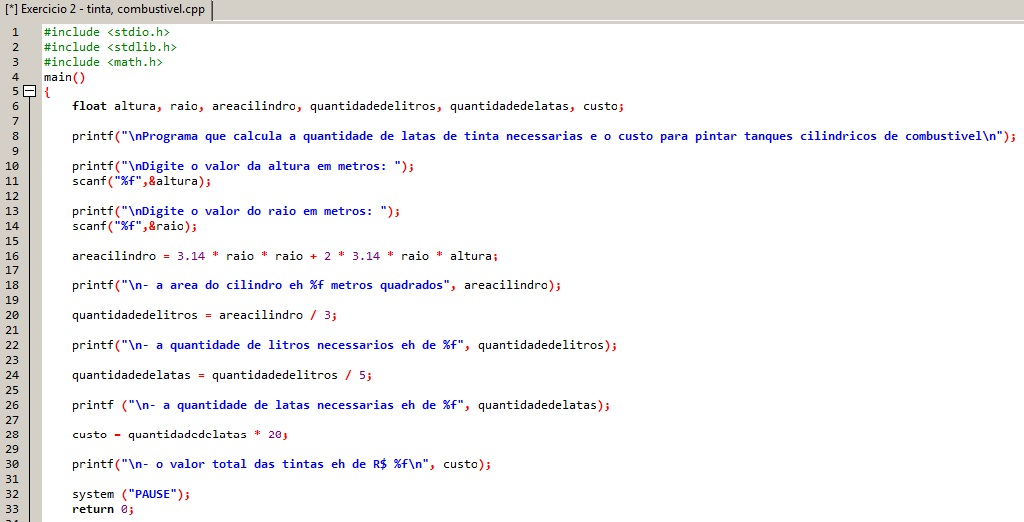 [*] Exercicio 2 - tinta, combustivel.cpp
1 #include <stdio.h>
2 #include <stdlib.h>
3 #include <math.h>
4 main()
5 {
6 float altura, raio, areacilindro, quantidadedelitros, quantidadedelatas, custo;
7
8 printf("\nPrograma que calcula a quantidade de latas de tinta necessarias e o custo para pintar tanques cilindricos de combustivel\n");
9
10 printf("\nDigite o valor da altura em metros: ");
11 scanf("%f",&altura);
12
13 printf("\nDigite o valor do raio em metros: ");
14 scanf("%f",&raio);
15
16 areacilindro = 3.14 * raio * raio + 2 * 3.14 * raio * altura;
17
18 printf("\n- a area do cilindro eh %f metros quadrados", areacilindro);
19
20 quantidadedelitros = areacilindro / 3;
21
22 printf("\n- a quantidade de litros necessarios eh de %f", quantidadedelitros);
23
24 quantidadedelatas = quantidadedelitros / 5;
25
26 printf ("\n- a quantidade de latas necessarias eh de %f", quantidadedelatas);
27
28 custo = quantidadedelatas * 20;
29
30 printf("\n- o valor total das tintas eh de R$ %f\n", custo);
31
32 system ("PAUSE");
33 return 0;